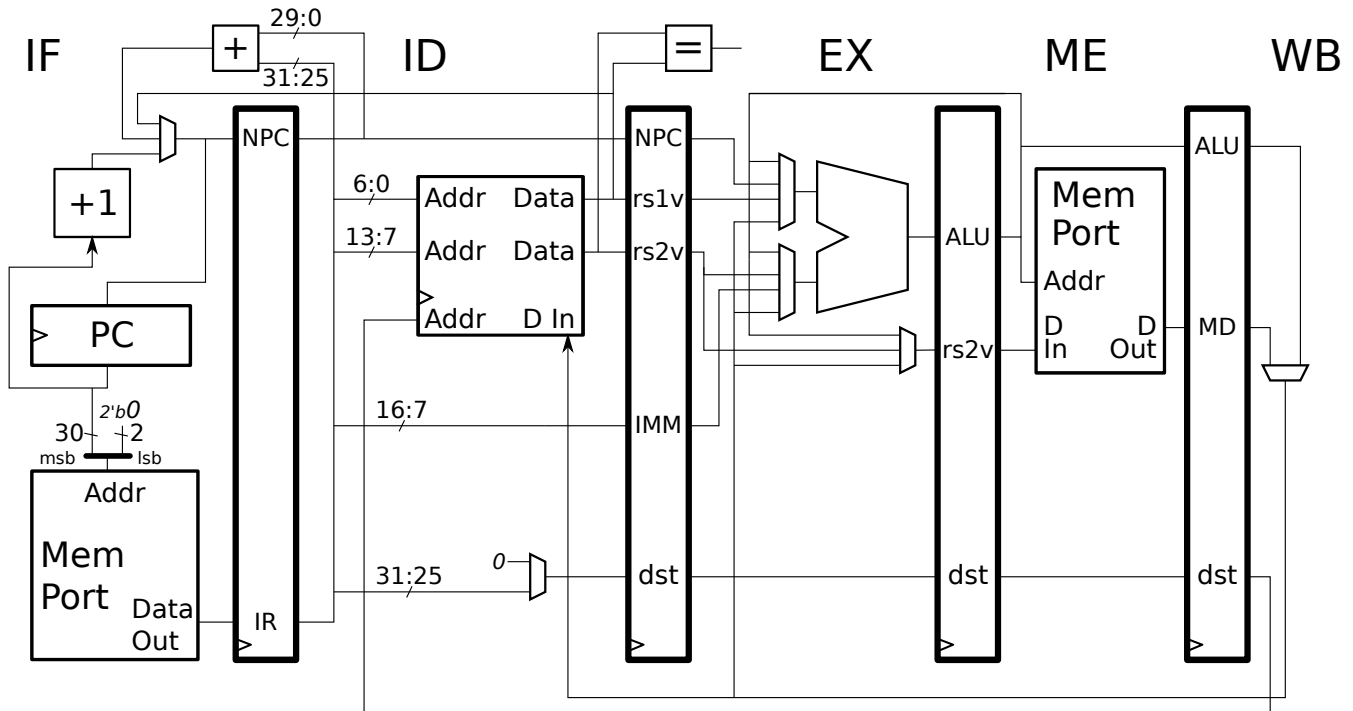 IF
ID
EX
ME
WB
29:0
+
31:25
=
NPC
NPC
ALU
+1
6:0
Addr
Data
rs1v
Mem
Port
13:7
Addr
Data
rs2v
ALU
Addr
PC
Addr
D In
D
In
D
Out
MD
rs2v
2'b0
30
2
msb
lsb
16:7
IMM
Addr
Mem
Port
Data
Out
0
31:25
dst
dst
dst
IR